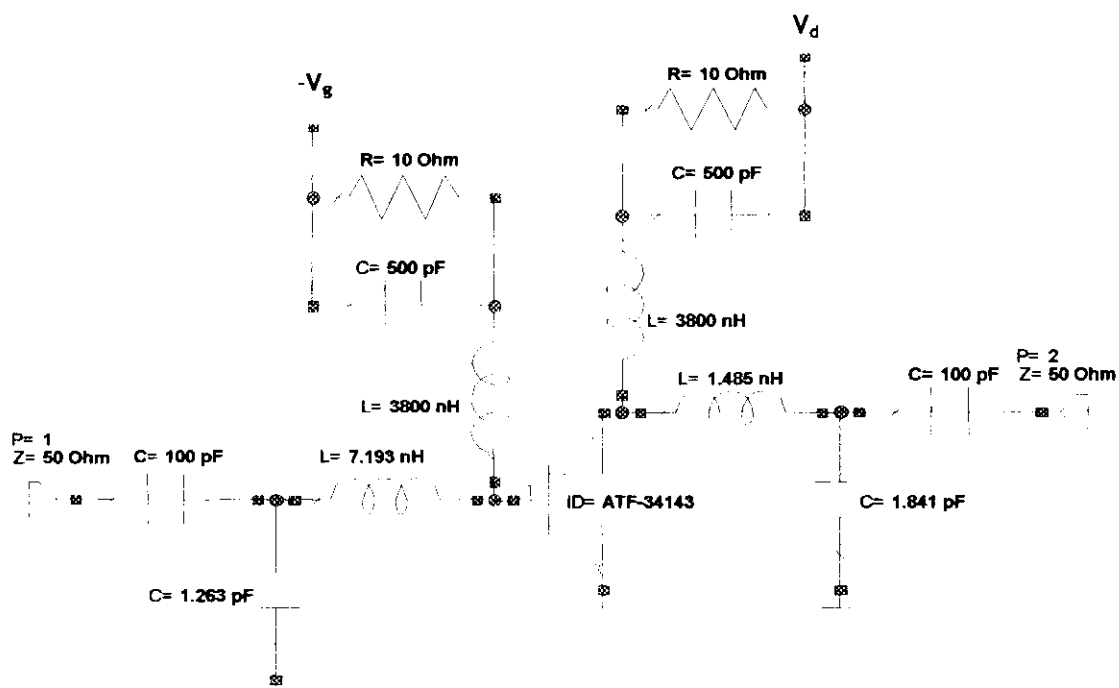 V_d
R= 10 Ohm
-V_g
R= 10 Ohm
C= 500 pF
C= 500 pF
L= 3800 nH
P= 2
Z= 50 Ohm
C= 100 pF
L= 1.485 nH
L= 3800 nH
P= 1
Z= 50 Ohm
C= 100 pF
L= 7.193 nH
1
ID= ATF-34143
C= 1.841 pF
C= 1.263 pF